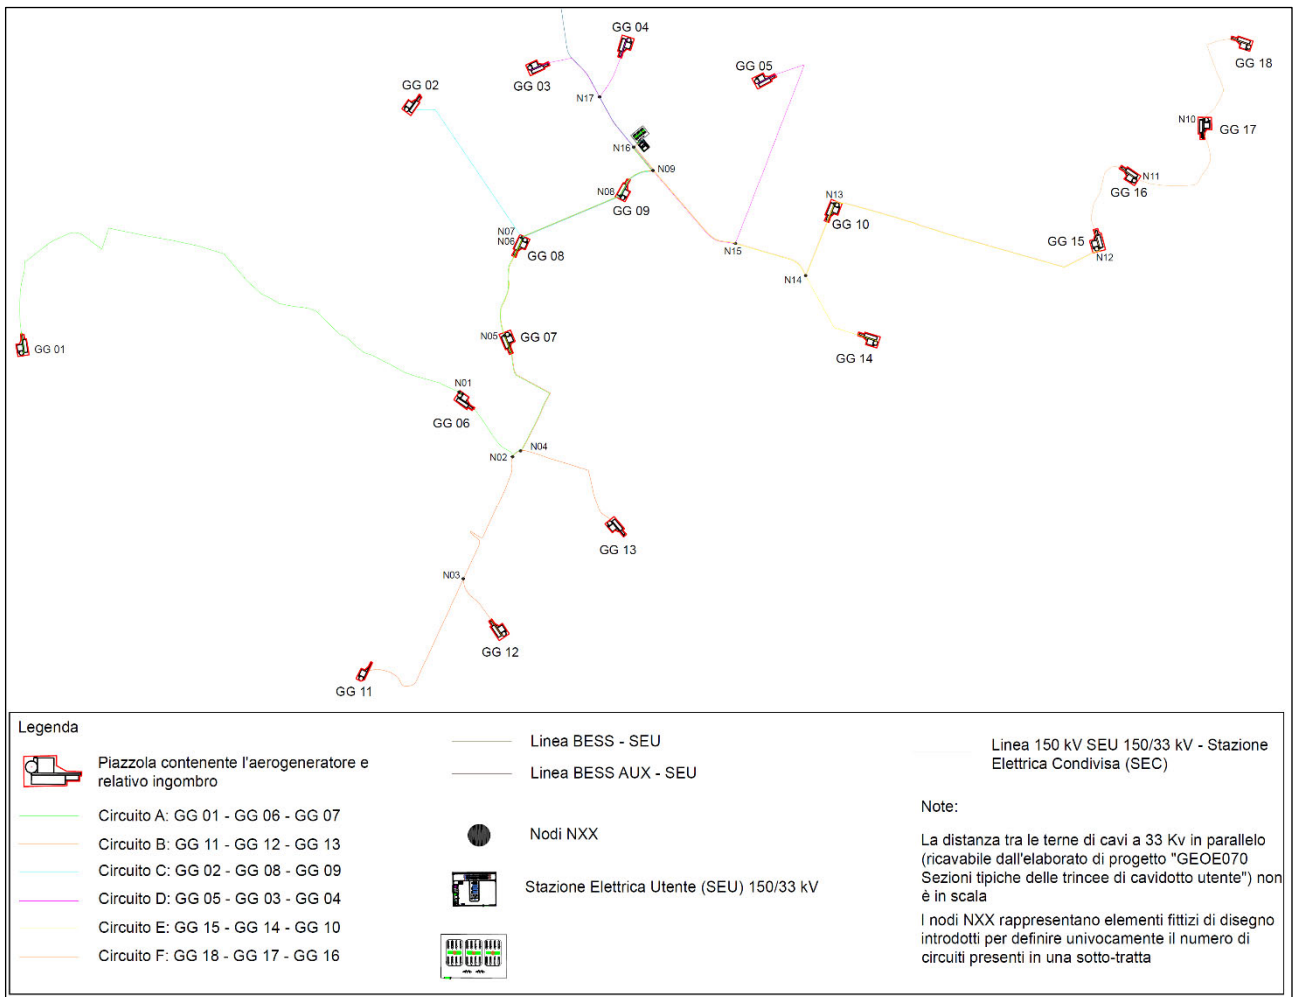 GG 04
GG 18
GG 03
GG 05
GG 02
N17
N10
GG 17
N16
N09
N11
GG 16
N08
GG 09
N13
GG 10
N07
N06
GG 08
N15
GG 15
N12
N14
N05
GG 07
GG 01
GG 14
N01
GG 06
N04
N02
GG 13
N03
GG 12
GG 11
Legenda
Piazzola contenente l'aerogeneratore e
relativo ingombro
Circuito A: GG 01 - GG 06 - GG 07
Circuito B: GG 11 - GG 12 - GG 13
Circuito C: GG 02 - GG 08 - GG 09
Circuito D: GG 05 - GG 03 - GG 04
Circuito E: GG 15 - GG 14 - GG 10
Circuito F: GG 18 - GG 17 - GG 16
Linea BESS - SEU
Linea BESS AUX - SEU
Nodi NXX
Stazione Elettrica Utente (SEU) 150/33 kV
Linea 150 kV SEU 150/33 kV - Stazione
Elettrica Condivisa (SEC)
Note:
La distanza tra le terne di cavi a 33 Kv in parallelo
(ricavabile dall'elaborato di progetto "GEOE070
Sezioni tipiche delle trincee di cavidotto utente") non
è in scala
I nodi NXX rappresentano elementi fittizi di disegno
introdotti per definire univocamente il numero di
circuiti presenti in una sotto-tratta